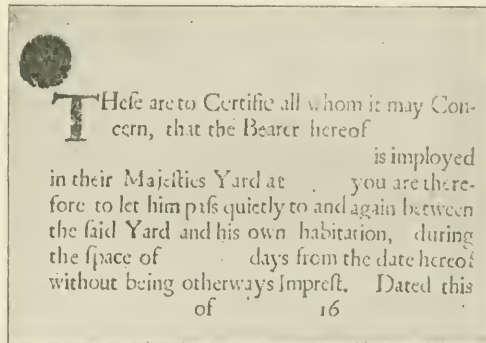 THeſe are to Certifie all whom it may Con-
cern, that the Bearer hereof
is imployed
in their Majeſties Yard at you are there-
fore to let him paſs quietly to and again between
the ſaid Yard and his own habitation, during
the ſpace of days from the date hereof
without being otherways Impreſt. Dated this
of 16